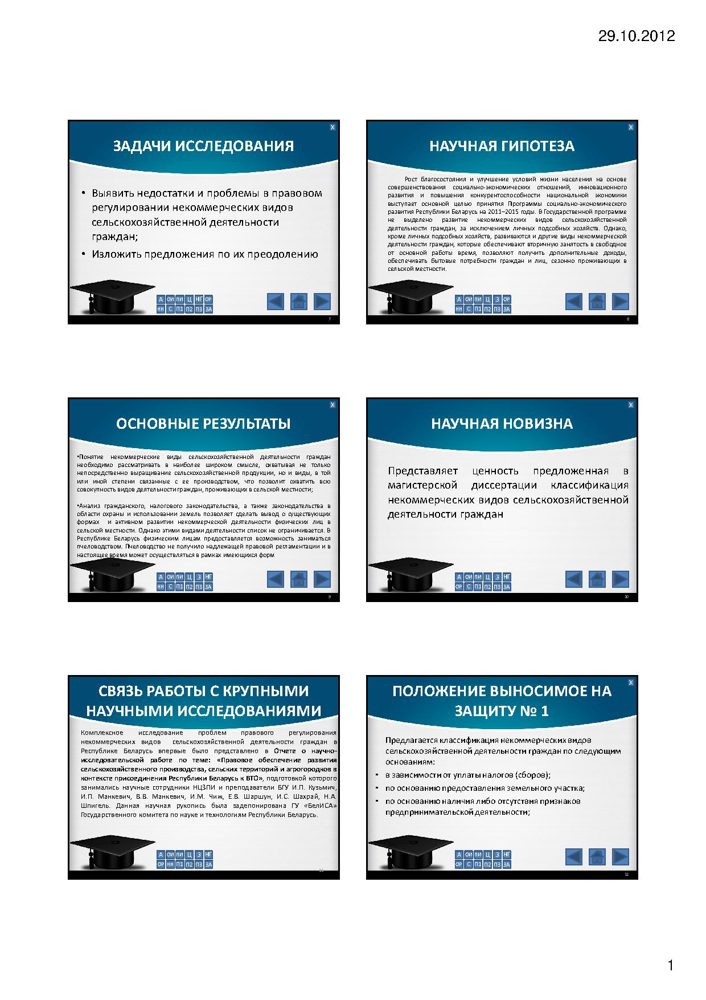 29.10.2012
X
ЗАДАЧИ ИССЛЕДОВАНИЯ
• Выявить недостатки и проблемы в правовом
регулировании некоммерческих видов
сельскохозяйственной деятельности
граждан;
• Изложить предложения по их преодолению
А ОИ ПИ Ц НГ ОР
НН С П1 П2 П3 ЗА
7
X
НАУЧНАЯ ГИПОТЕЗА
Рост благосостояния и улучшение условий жизни населения на основе
совершенствования социально-экономических отношений, инновационного
развития и повышения конкурентоспособности национальной экономики
выступает основной целью принятия Программы социально-экономического
развития Республики Беларусь на 2011–2015 годы. В Государственной программе
не выделено развитие некоммерческих видов сельскохозяйственной
деятельности граждан, за исключением личных подсобных хозяйств. Однако,
кроме личных подсобных хозяйств, развиваются и другие виды некоммерческой
деятельности граждан, которые обеспечивают вторичную занятость в свободное
от основной работы время, позволяют получить дополнительные доходы,
обеспечивать бытовые потребности граждан и лиц, сезонно проживающих в
сельской местности.
А ОИ ПИ Ц З ОР
НН С П1 П2 П3 ЗА
8
X
ОСНОВНЫЕ РЕЗУЛЬТАТЫ
•Понятие некоммерческие виды сельскохозяйственной деятельности граждан
необходимо рассматривать в наиболее широком смысле, охватывая не только
непосредственно выращивание сельскохозяйственной продукции, но и виды, в той
или иной степени связанные с ее производством, что позволит охватить всю
совокупность видов деятельности граждан, проживающих в сельской местности;
•Анализ гражданского, налогового законодательства, а также законодательства в
области охраны и использовании земель позволяет сделать вывод о существующих
формах и активном развитии некоммерческой деятельности физических лиц в
сельской местности. Однако этими видами деятельности список не ограничивается. В
Республике Беларусь физическим лицам предоставляется возможность заниматься
пчеловодством. Пчеловодство не получило надлежащей правовой регламентации и в
настоящее время может осуществляться в рамках имеющихся форм
А ОИ ПИ Ц З НГ
НН С П1 П2 П3 ЗА
9
X
НАУЧНАЯ НОВИЗНА
Представляет ценность предложенная в
магистерской диссертации классификация
некоммерческих видов сельскохозяйственной
деятельности граждан
А ОИ ПИ Ц З НГ
ОР С П1 П2 П3 ЗА
10
СВЯЗЬ РАБОТЫ С КРУПНЫМИ
НАУЧНЫМИ ИССЛЕДОВАНИЯМИ
Комплексное исследование проблем правового регулирования
некоммерческих видов сельскохозяйственной деятельности граждан в
Республике Беларусь впервые было представлено в Отчете о научно-
исследовательской работе по теме: «Правовое обеспечение развития
сельскохозяйственного производства, сельских территорий и агрогородков в
контексте присоединения Республики Беларусь к ВТО», подготовкой которого
занимались научные сотрудники НЦЗПИ и преподаватели БГУ И.П. Кузьмич,
И.П. Манкевич, В.В. Манкевич, И.М. Чиж, Е.В. Шаршун, И.С. Шахрай, Н.А.
Шпигель. Данная научная рукопись была задепонирована ГУ «БелИСА»
Государственного комитета по науке и технологиям Республики Беларусь.
А ОИ ПИ Ц З НГ
ОР НН П1 П2 П3 ЗА
11
X
ПОЛОЖЕНИЕ ВЫНОСИМОЕ НА
ЗАЩИТУ № 1
Предлагается классификация некоммерческих видов
сельскохозяйственной деятельности граждан по следующим
основаниям:
• в зависимости от уплаты налогов (сборов);
• по основанию предоставления земельного участка;
• по основанию наличия либо отсутствия признаков
предпринимательской деятельности;
А ОИ ПИ Ц З НГ
ОР С П1 П2 П3 ЗА
12
1